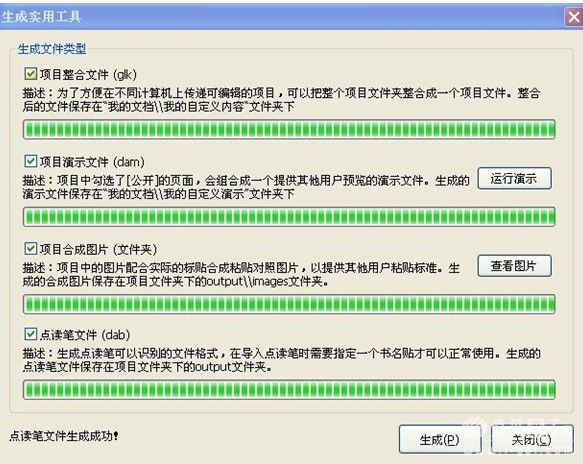 生成实用工具
生成文件类型
项目整合文件 (glk)
描述：为了方便在不同计算机上传递可编辑的项目，可以把整个项目文件夹整合成一个项目文件。整合
后的文件保存在“我的文档\\我的自定义内容”文件夹下
项目演示文件 (dam)
描述：项目中勾选了[公开]的页面，会组合成一个提供其他用户预览的演示文件。生成的
演示文件保存在“我的文档\\我的自定义演示”文件夹下
运行演示
项目合成图片 (文件夹)
描述：项目中的图片配合实际的标贴合成粘贴对照图片，以提供其他用户粘贴标准。生
成的合成图片保存在项目文件夹下的output\\images文件夹。
查看图片
点读笔文件 (dab)
描述：生成点读笔可以识别的文件格式，在导入点读笔时需要指定一个书名贴才可以正常使用。生成的
点读笔文件保存在项目文件夹下的output文件夹。
点读笔文件生成成功!
生成(P)
关闭(C)